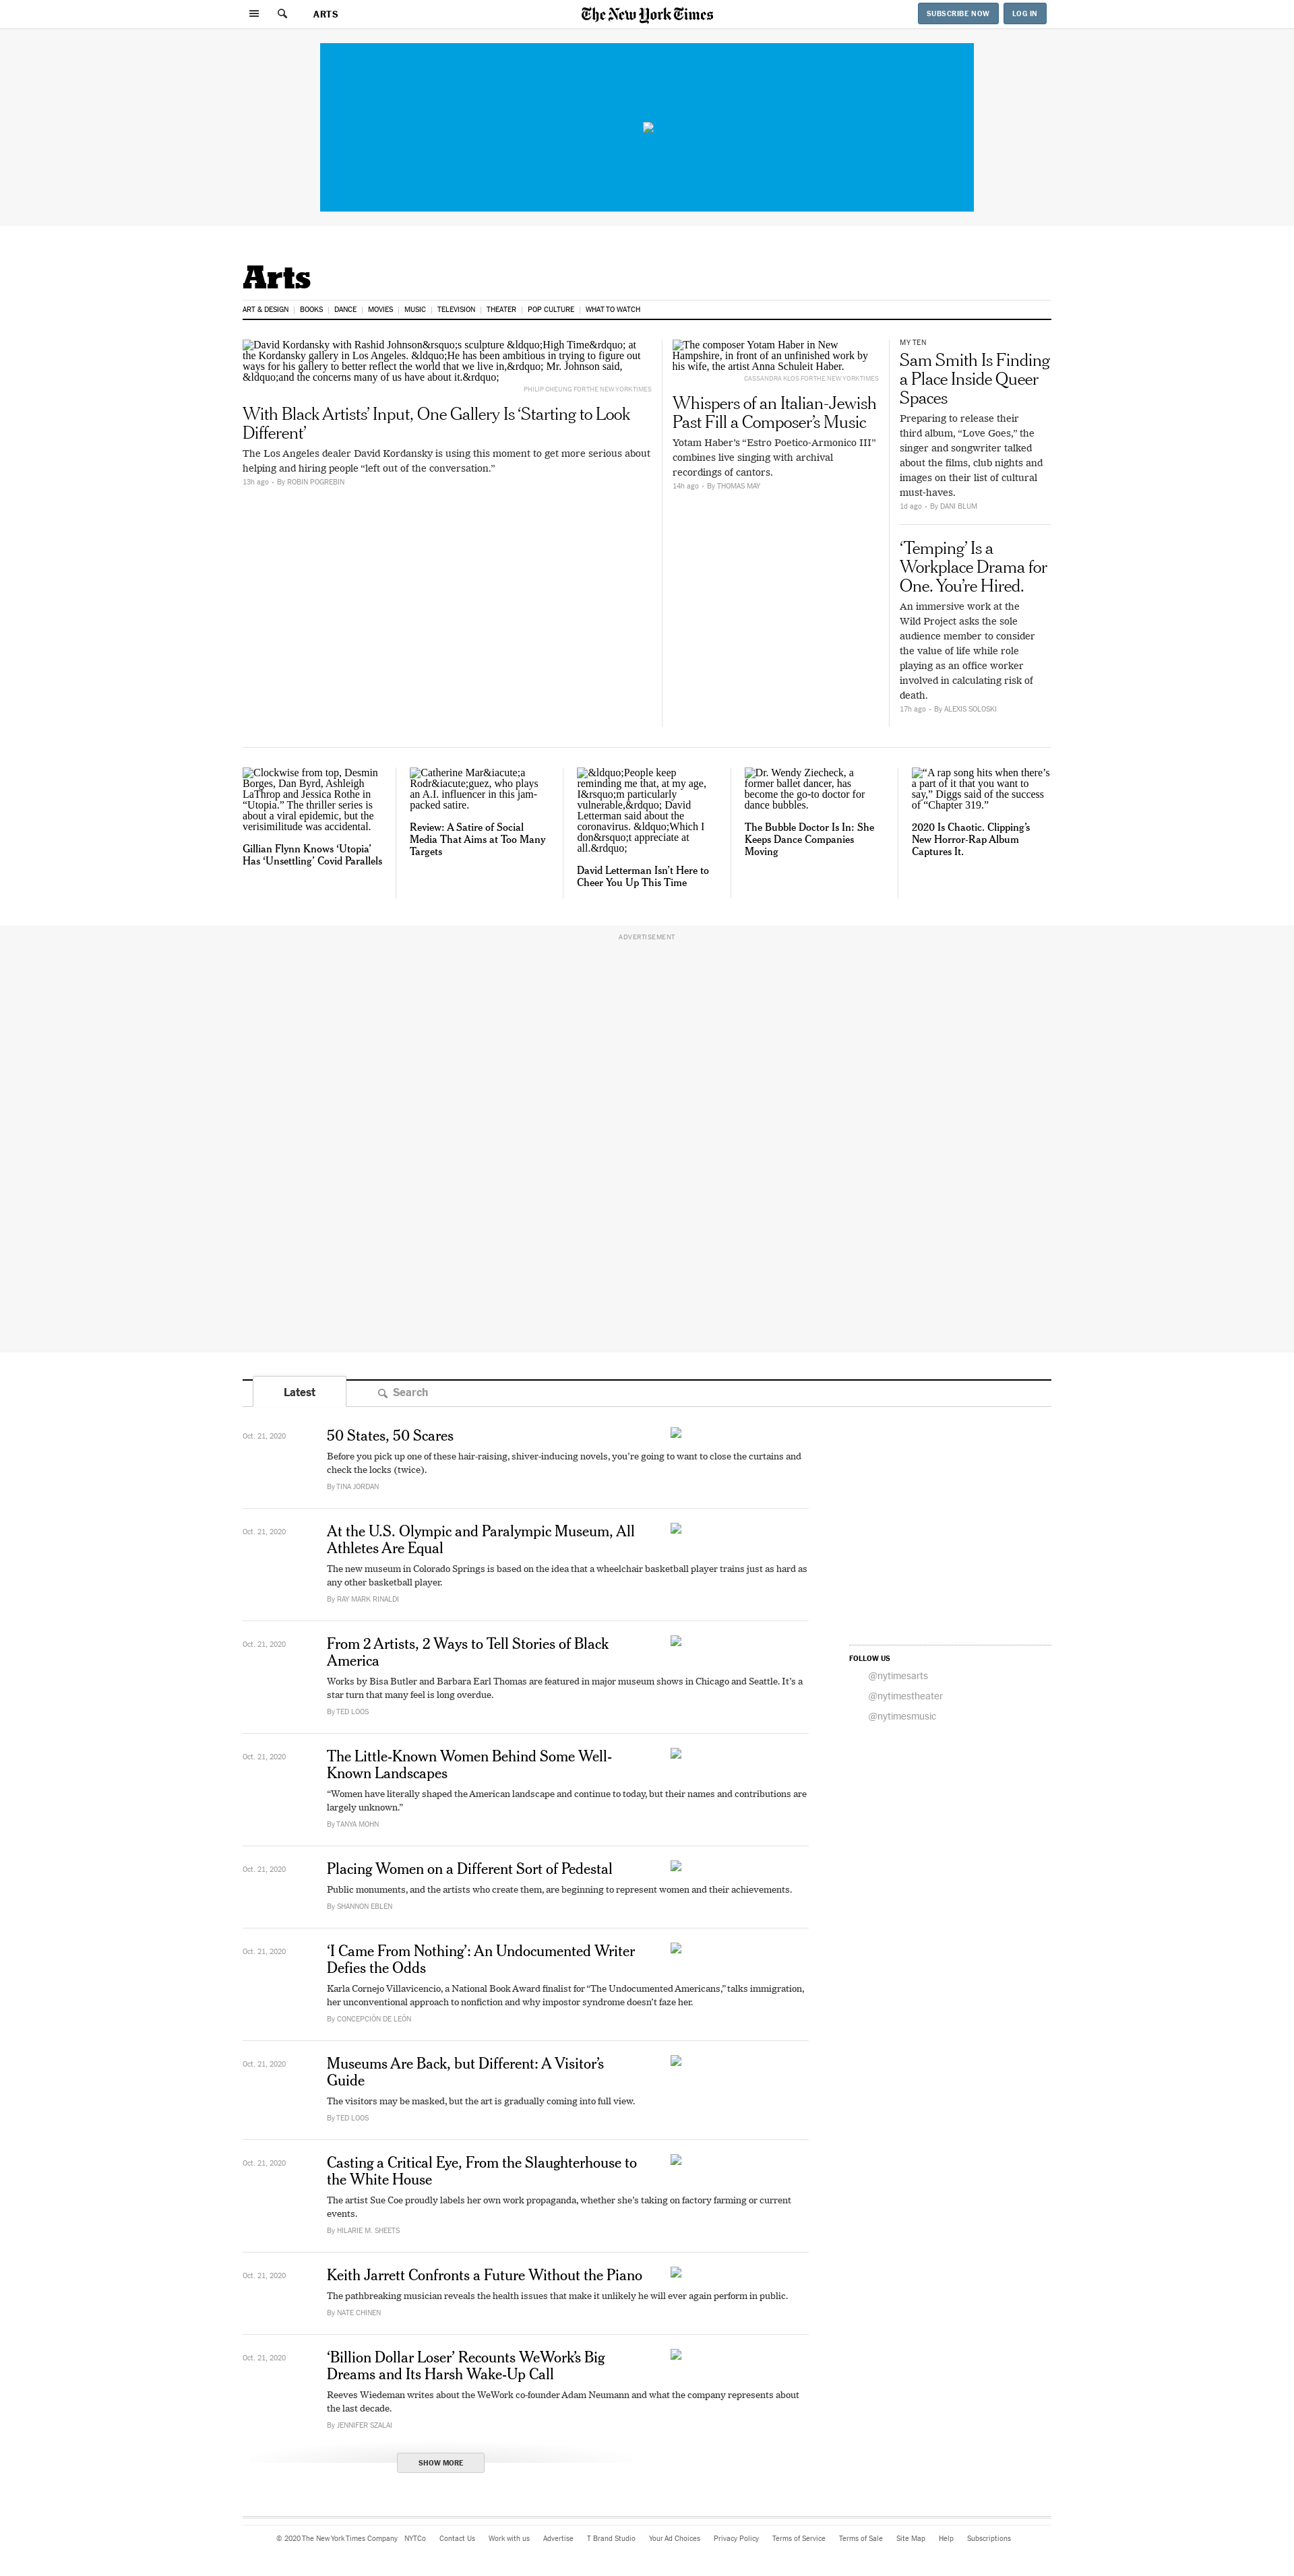 ARTS
The New York Times
SUBSCRIBE NOW
LOG IN
Arts
ART & DESIGN
BOOKS
DANCE
MOVIES
MUSIC
TELEVISION
THEATER
POP CULTURE
WHAT TO WATCH
David Kordansky with Rashid Johnson&rsquo;s sculpture &ldquo;High Time&rdquo; at
the Kordansky gallery in Los Angeles. &ldquo;He has been ambitious in trying to figure out
ways for his gallery to better reflect the world that we live in,&rdquo; Mr. Johnson said,
&ldquo;and the concerns many of us have about it.&rdquo;
PHILIP CHEUNG FOR THE NEW YORK TIMES
With Black Artists’ Input, One Gallery Is ‘Starting to Look
Different’
The Los Angeles dealer David Kordansky is using this moment to get more serious about
helping and hiring people “left out of the conversation.”
13h ago - By ROBIN POGREBIN
The composer Yotam Haber in New
Hampshire, in front of an unfinished work by
his wife, the artist Anna Schuleit Haber.
CASSANDRA KLOS FOR THE NEW YORK TIMES
Whispers of an Italian-Jewish
Past Fill a Composer’s Music
Yotam Haber’s “Estro Poetico-Armonico III”
combines live singing with archival
recordings of cantors.
14h ago - By THOMAS MAY
MY TEN
Sam Smith Is Finding
a Place Inside Queer
Spaces
Preparing to release their
third album, “Love Goes,” the
singer and songwriter talked
about the films, club nights and
images on their list of cultural
must-haves.
1d ago - By DANI BLUM
‘Temping’ Is a
Workplace Drama for
One. You’re Hired.
An immersive work at the
Wild Project asks the sole
audience member to consider
the value of life while role
playing as an office worker
involved in calculating risk of
death.
17h ago - By ALEXIS SOLOSKI
Clockwise from top, Desmin
Borges, Dan Byrd, Ashleigh
LaThrop and Jessica Rothe in
“Utopia.” The thriller series is
about a viral epidemic, but the
verisimilitude was accidental.
Gillian Flynn Knows ‘Utopia’
Has ‘Unsettling’ Covid Parallels
Catherine Mar&iacute;a
Rodr&iacute;guez, who plays
an A.I. influencer in this jam-
packed satire.
Review: A Satire of Social
Media That Aims at Too Many
Targets
&ldquo;People keep
reminding me that, at my age,
I&rsquo;m particularly
vulnerable,&rdquo; David
Letterman said about the
coronavirus. &ldquo;Which I
don&rsquo;t appreciate at
all.&rdquo;
David Letterman Isn’t Here to
Cheer You Up This Time
Dr. Wendy Ziecheck, a
former ballet dancer, has
become the go-to doctor for
dance bubbles.
The Bubble Doctor Is In: She
Keeps Dance Companies
Moving
“A rap song hits when there’s
a part of it that you want to
say,” Diggs said of the success
of “Chapter 319.”
2020 Is Chaotic. Clipping’s
New Horror-Rap Album
Captures It.
ADVERTISEMENT
Latest
Search
Oct. 21, 2020
50 States, 50 Scares
Before you pick up one of these hair-raising, shiver-inducing novels, you’re going to want to close the curtains and
check the locks (twice).
By TINA JORDAN
Oct. 21, 2020
At the U.S. Olympic and Paralympic Museum, All
Athletes Are Equal
The new museum in Colorado Springs is based on the idea that a wheelchair basketball player trains just as hard as
any other basketball player.
By RAY MARK RINALDI
Oct. 21, 2020
From 2 Artists, 2 Ways to Tell Stories of Black
America
Works by Bisa Butler and Barbara Earl Thomas are featured in major museum shows in Chicago and Seattle. It’s a
star turn that many feel is long overdue.
By TED LOOS
FOLLOW US
@nytimesarts
@nytimestheater
@nytimesmusic
Oct. 21, 2020
The Little-Known Women Behind Some Well-
Known Landscapes
“Women have literally shaped the American landscape and continue to today, but their names and contributions are
largely unknown.”
By TANYA MOHN
Oct. 21, 2020
Placing Women on a Different Sort of Pedestal
Public monuments, and the artists who create them, are beginning to represent women and their achievements.
By SHANNON EBLEN
Oct. 21, 2020
‘I Came From Nothing’: An Undocumented Writer
Defies the Odds
Karla Cornejo Villavicencio, a National Book Award finalist for “The Undocumented Americans,” talks immigration,
her unconventional approach to nonfiction and why impostor syndrome doesn’t faze her.
By CONCEPCIÓN DE LEÓN
Oct. 21, 2020
Museums Are Back, but Different: A Visitor’s
Guide
The visitors may be masked, but the art is gradually coming into full view.
By TED LOOS
Oct. 21, 2020
Casting a Critical Eye, From the Slaughterhouse to
the White House
The artist Sue Coe proudly labels her own work propaganda, whether she’s taking on factory farming or current
events.
By HILARIE M. SHEETS
Oct. 21, 2020
Keith Jarrett Confronts a Future Without the Piano
The pathbreaking musician reveals the health issues that make it unlikely he will ever again perform in public.
By NATE CHINEN
Oct. 21, 2020
‘Billion Dollar Loser’ Recounts WeWork’s Big
Dreams and Its Harsh Wake-Up Call
Reeves Wiedeman writes about the WeWork co-founder Adam Neumann and what the company represents about
the last decade.
By JENNIFER SZALAI
SHOW MORE
© 2020 The New York Times Company NYTCo Contact Us Work with us Advertise T Brand Studio Your Ad Choices Privacy Policy Terms of Service Terms of Sale Site Map Help Subscriptions